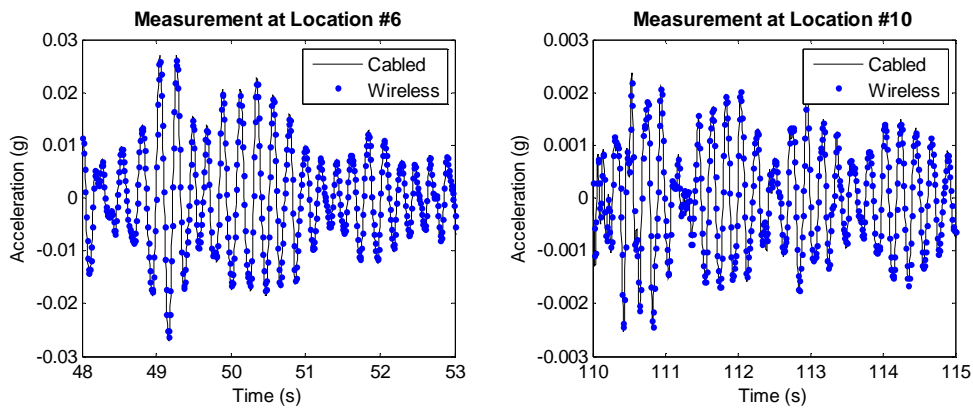 Measurement at Location #6
Acceleration (g)
0.03
0.02
0.01
0
-0.01
-0.02
-0.03
Cabled
Wireless
48
49
50
51
52
53
Time (s)
Measurement at Location #10
Acceleration (g)
0.003
0.002
0.001
0
-0.001
-0.002
-0.003
Cabled
Wireless
110
111
112
113
114
115
Time (s)